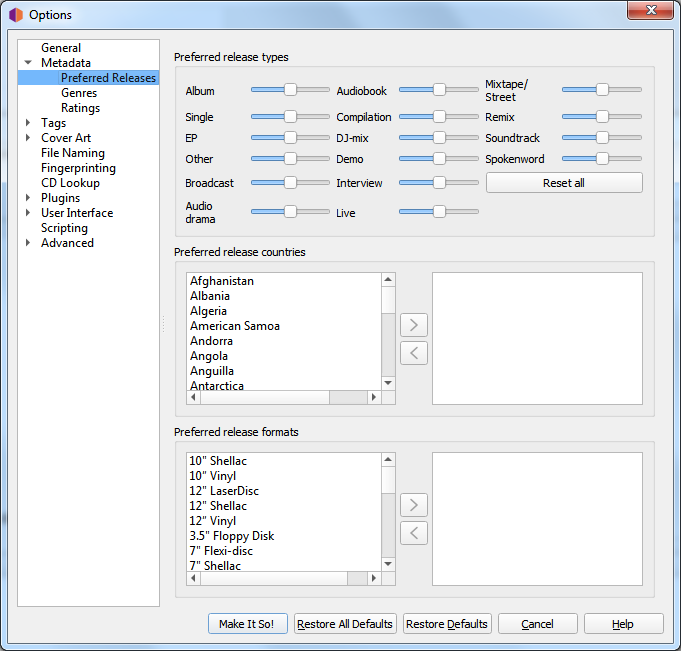 Options
General
Metadata
Preferred Releases
Genres
Ratings
Tags
Cover Art
File Naming
Fingerprinting
CD Lookup
Plugins
User Interface
Scripting
Advanced
Preferred release types
Album
Audiobook
Mixtape/
Street
Single
Compilation
Remix
EP
DJ-mix
Soundtrack
Other
Demo
Spokenword
Broadcast
Interview
Reset all
Audio
drama
Live
Preferred release countries
Afghanistan
Albania
Algeria
American Samoa
Andorra
Angola
Anguilla
Antarctica
Preferred release formats
10" Shellac
10" Vinyl
12" LaserDisc
12" Shellac
12" Vinyl
3.5" Floppy Disk
7" Flexi-disc
7" Shellac
Make It So!
Restore All Defaults
Restore Defaults
Cancel
Help